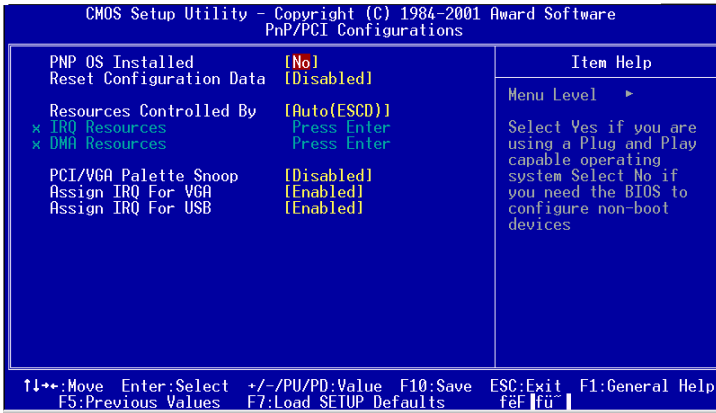 CMOS Setup Utility - Copyright (C) 1984-2001 Award Software
PnP/PCI Configurations
PNP OS Installed [No]
Reset Configuration Data [Disabled]
Resources Controlled By [Auto(ESCD)]
x IRQ Resources Press Enter
x DMA Resources Press Enter
PCI/VGA Palette Snoop [Disabled]
Assign IRQ For VGA [Enabled]
Assign IRQ For USB [Enabled]
Item Help
Menu Level ►
Select Yes if you are
using a Plug and Play
capable operating
system Select No if
you need the BIOS to
configure non-boot
devices
↑↓→←:Move Enter:Select +/-/PU/PD:Value F10:Save ESC:Exit F1:General Help
F5:Previous Values F7:Load SETUP Defaults